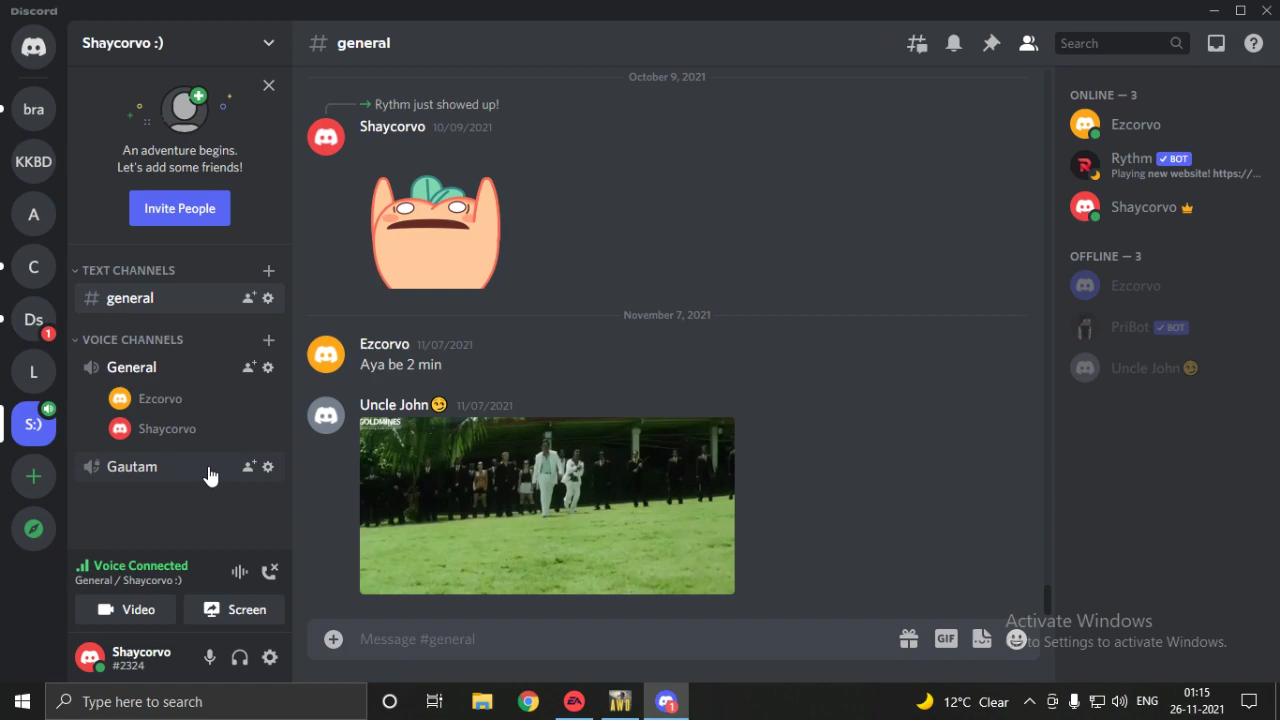 Discord
Shaycorvo :)
general
Search
bra
KKBD
A
C
Ds
1
L
S:)
An adventure begins.
Let's add some friends!
Invite People
TEXT CHANNELS
general
VOICE CHANNELS
General
Ezcorvo
Shaycorvo
Gautam
Voice Connected
General / Shaycorvo :)
Video
Screen
Shaycorvo
#2324
October 9, 2021
Rythm just showed up!
Shaycorvo 10/09/2021
November 7, 2021
Ezcorvo 11/07/2021
Aya be 2 min
Uncle John😏 11/07/2021
GOLDMINES
Message #general
GIF
ONLINE — 3
Ezcorvo
Rythm ✓ BOT
Playing new website! https://...
Shaycorvo
OFFLINE — 3
Ezcorvo
PriBot ✓ BOT
Uncle John😏
Activate Windows
to Settings to activate Windows.
Type here to search
EA
AWD
1
12°C Clear
ENG
01:15
26-11-2021